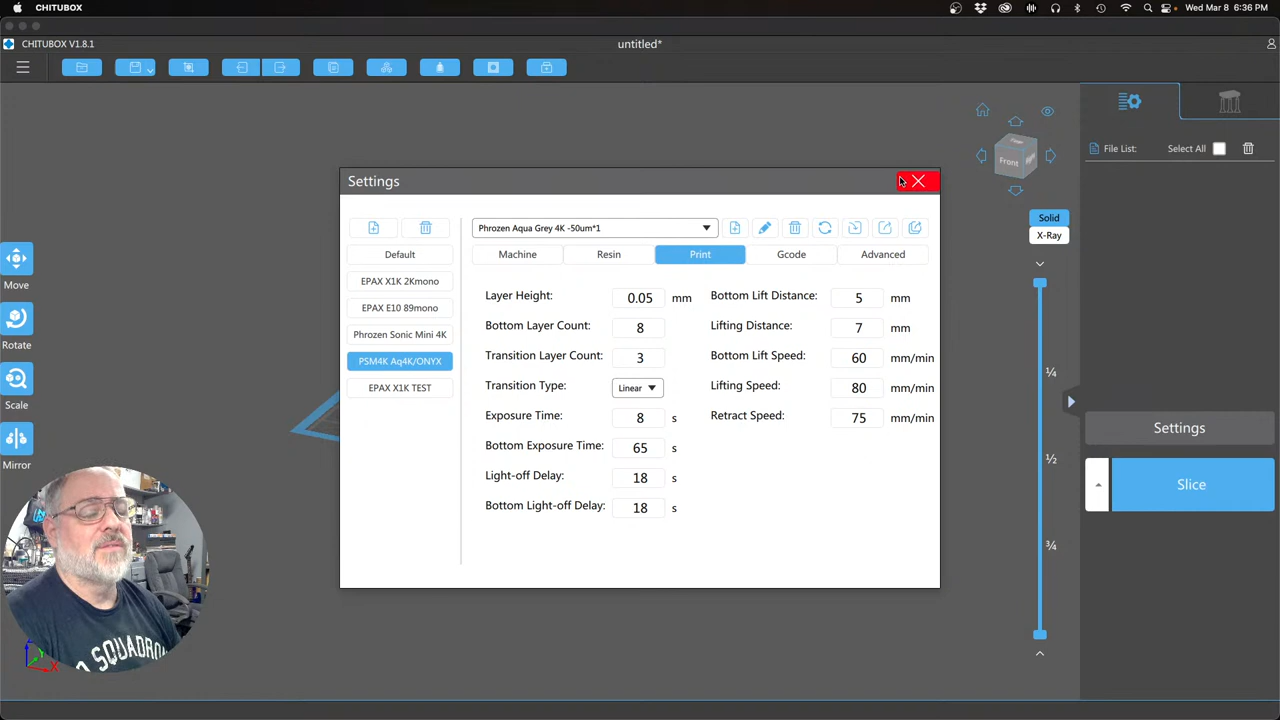 CHITUBOX
Wed Mar 8 6:36 PM
CHITUBOX V1.8.1
untitled*
File List:
Select All
Front
Solid
X-Ray
Move
Rotate
Scale
Mirror
Settings
Default
EPAX X1K 2Kmono
EPAX E10 89mono
Phrozen Sonic Mini 4K
PSM4K Aq4K/ONYX
EPAX X1K TEST
Phrozen Aqua Grey 4K -50um*1
Machine
Resin
Print
Gcode
Advanced
Layer Height: 0.05 mm
Bottom Layer Count: 8
Transition Layer Count: 3
Transition Type: Linear
Exposure Time: 8 s
Bottom Exposure Time: 65 s
Light-off Delay: 18 s
Bottom Light-off Delay: 18 s
Bottom Lift Distance: 5 mm
Lifting Distance: 7 mm
Bottom Lift Speed: 60 mm/min
Lifting Speed: 80 mm/min
Retract Speed: 75 mm/min
¼
½
¾
Settings
Slice
SQUADRON
Z
Y
X